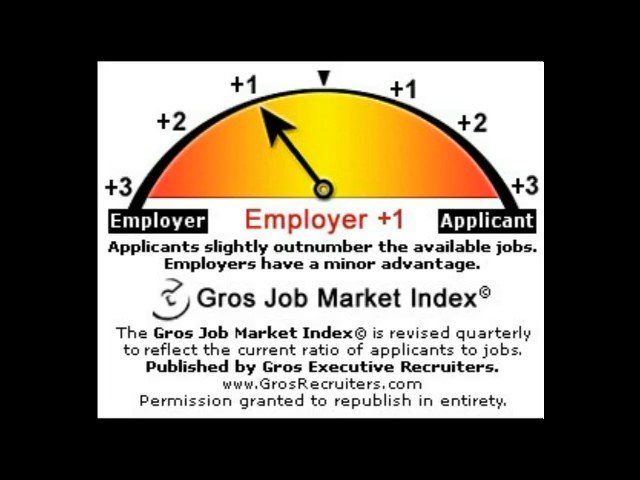 +1 +1
+2 +2
+3 +3
Employer Employer +1 Applicant
Applicants slightly outnumber the available jobs.
Employers have a minor advantage.
Gros Job Market Index©
The Gros Job Market Index© is revised quarterly
to reflect the current ratio of applicants to jobs.
Published by Gros Executive Recruiters.
www.GrosRecruiters.com
Permission granted to republish in entirety.